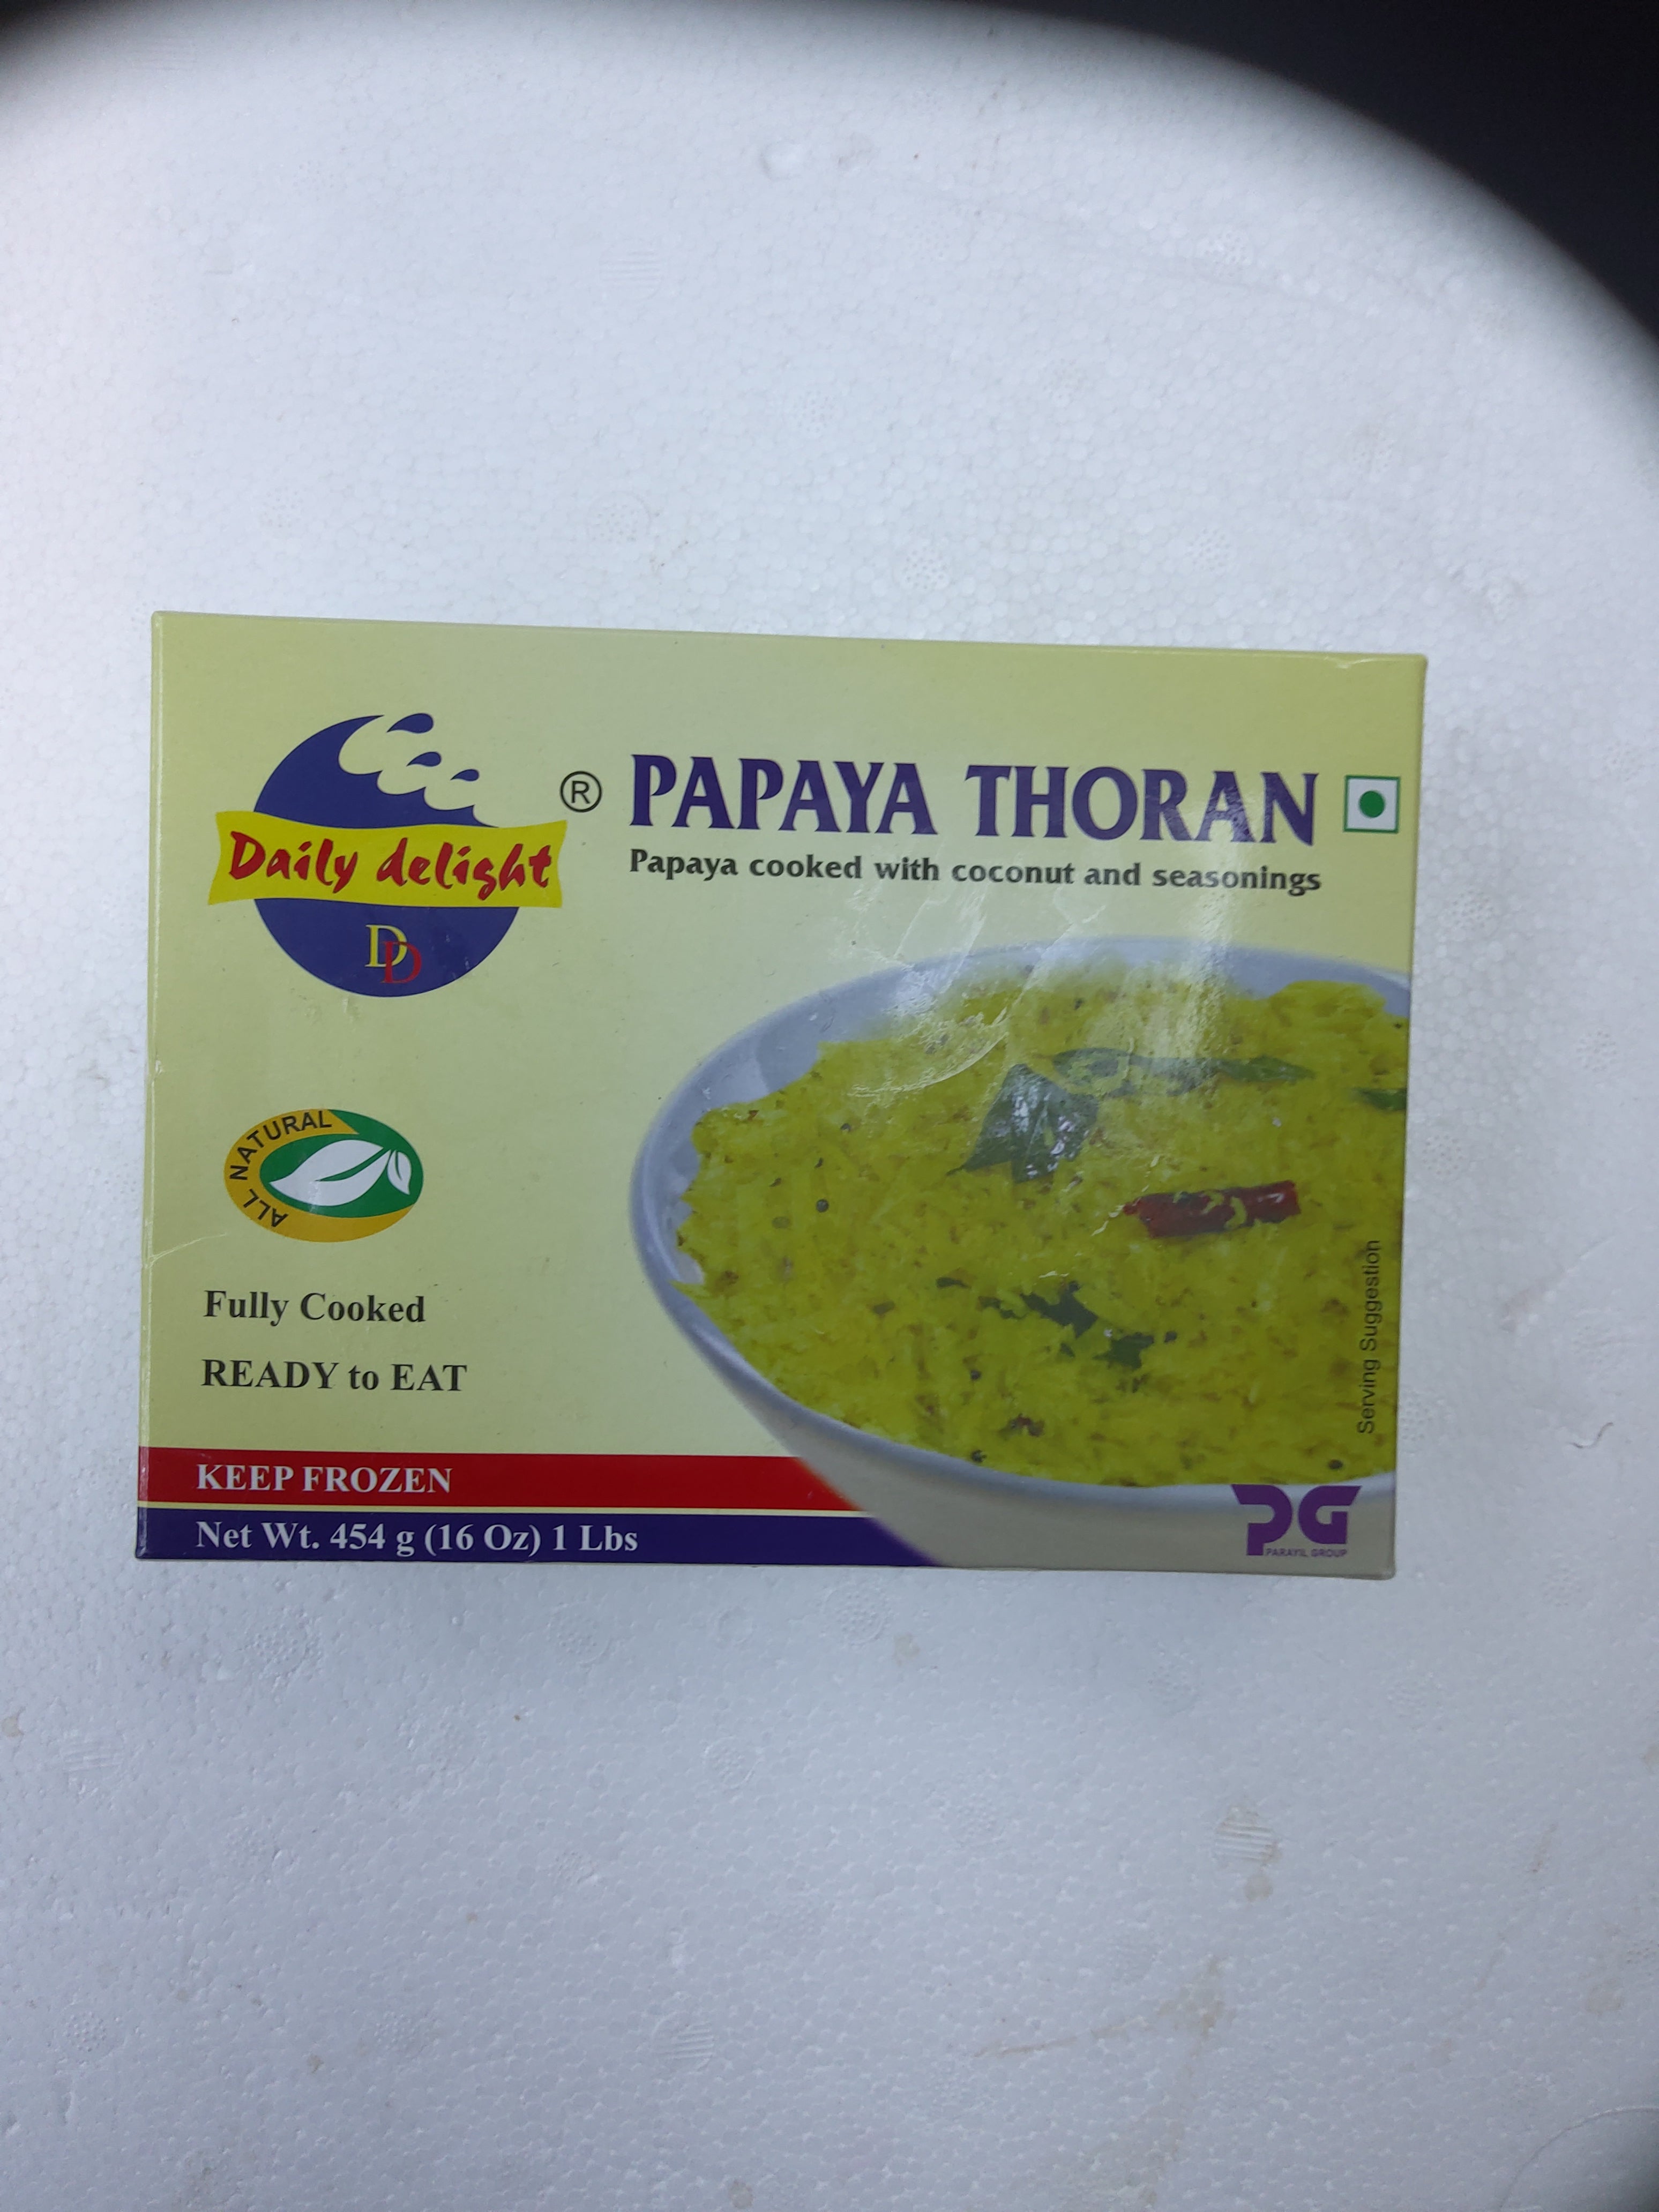 Daily delight
®
DD
PAPAYA THORAN
Papaya cooked with coconut and seasonings
ALL NATURAL
Fully Cooked
READY to EAT
KEEP FROZEN
Net Wt. 454 g (16 Oz) 1 Lbs
Serving Suggestion
PG
PARAYIL GROUP